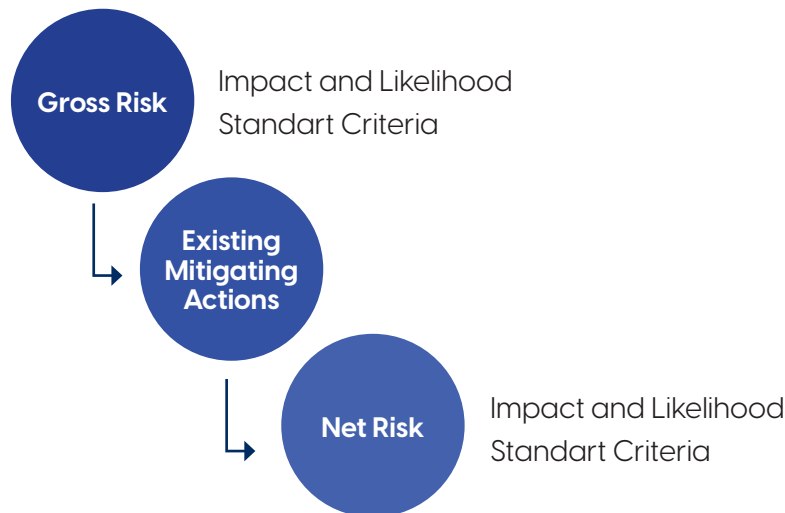 Gross Risk
Impact and Likelihood
Standart Criteria
Existing
Mitigating
Actions
Net Risk
Impact and Likelihood
Standart Criteria